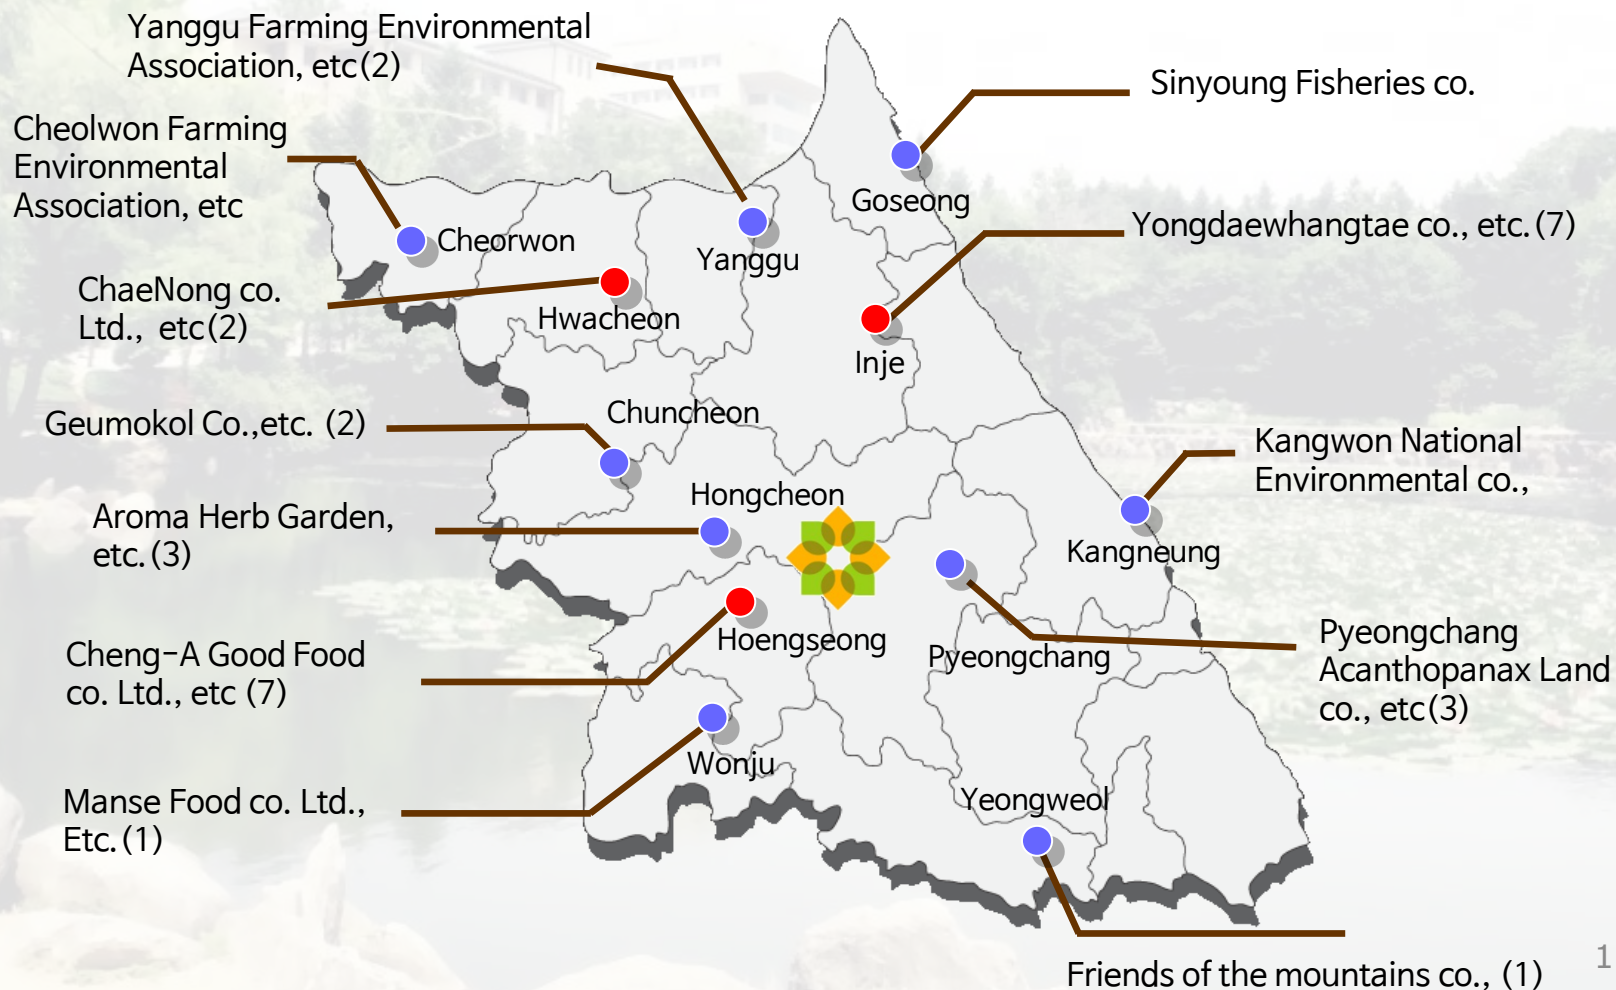 Yanggu Farming Environmental
Association, etc(2)
Sinyoung Fisheries co.
Cheolwon Farming
Environmental
Association, etc
Goseong
Yongdaewhangtae co., etc.(7)
Cheorwon
Yanggu
ChaeNong co.
Ltd., etc(2)
Hwacheon
Inje
Chuncheon
Geumokol Co.,etc. (2)
Kangwon National
Environmental co.,
Hongcheon
Aroma Herb Garden,
etc.(3)
Kangneung
Hoengseong
Pyeongchang
Pyeongchang
Acanthopanax Land
co., etc(3)
Cheng-A Good Food
co. Ltd., etc (7)
Wonju
Manse Food co. Ltd.,
Etc.(1)
Yeongweol
Friends of the mountains co., (1)
1